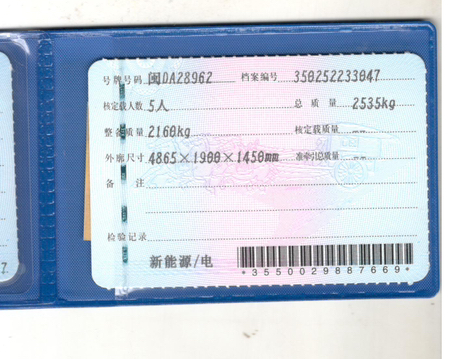 号牌号码 闽DA28962 档案编号 350252233047
核定载人数 5人 总质量 2535kg
整备质量 2160kg 核定载质量 --
外廓尺寸 4865×1900×1450mm 准牵引总质量 --
备注
检验记录
新能源/电
*3550029887669*
7